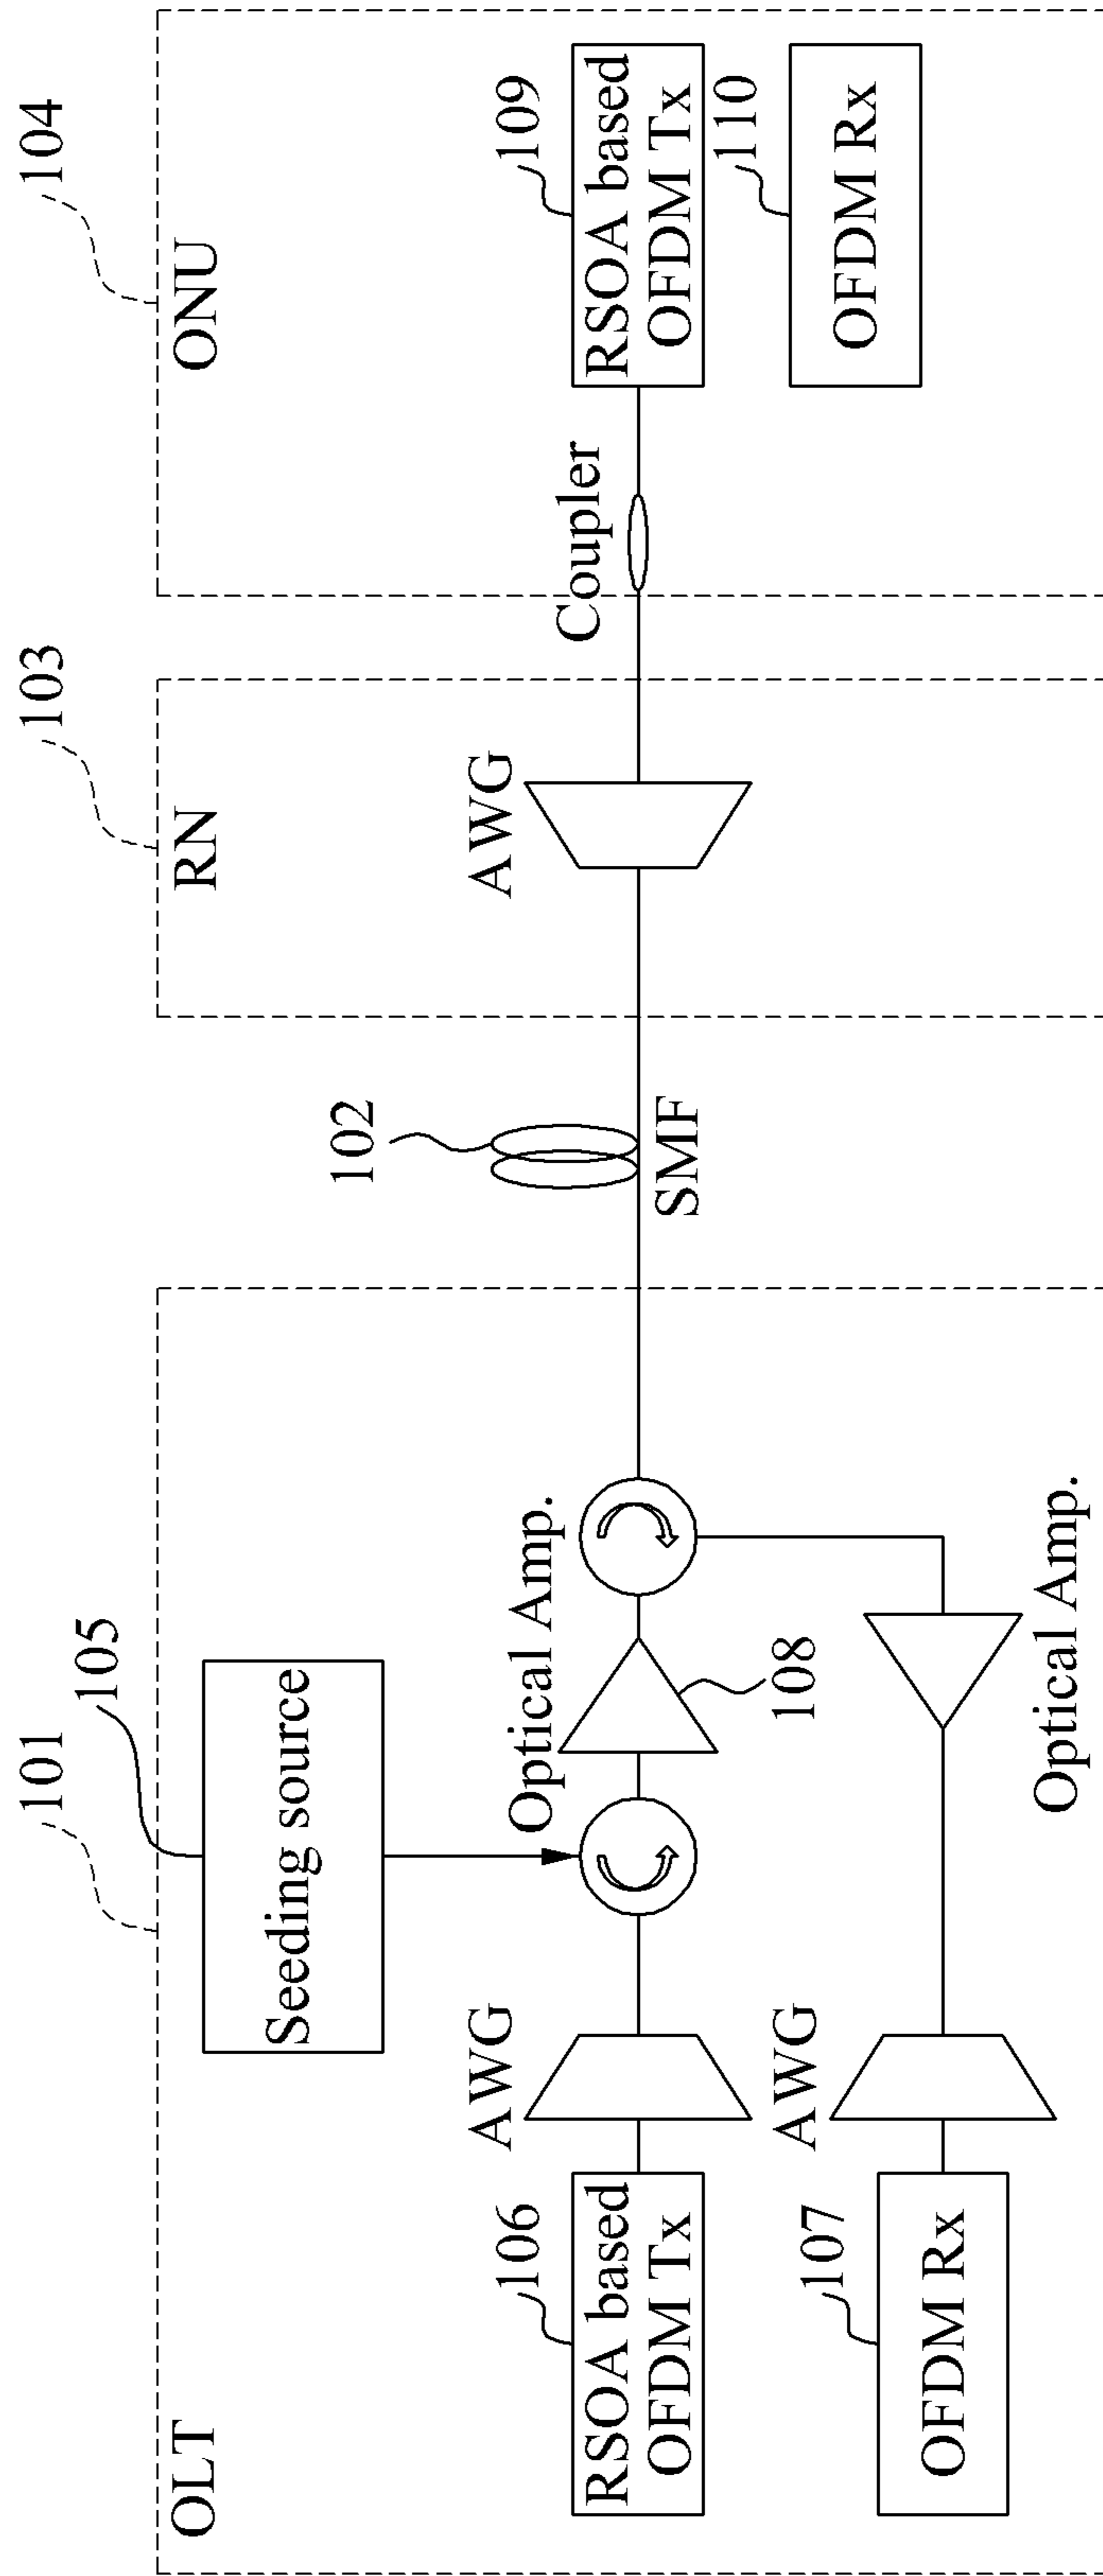 101
103
104
OLT
105
RN
ONU
Seeding source
102
106
RSOA based
OFDM Tx
AWG
Optical Amp.
108
SMF
AWG
Coupler
109
RSOA based
OFDM Tx
107
OFDM Rx
AWG
Optical Amp.
110
OFDM Rx